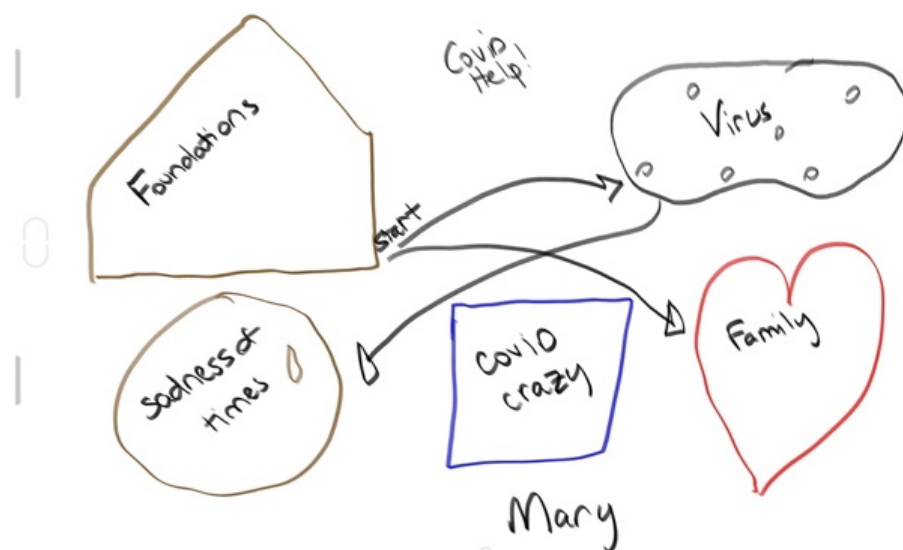 Covid
Help!
Foundations
Virus
start
Family
sadness of
times
covid
crazy
Mary